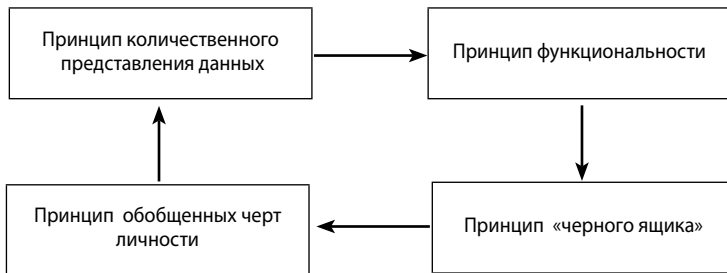 Принцип количественного
представления данных
Принцип функциональности
Принцип обобщенных черт
личности
Принцип «черного ящика»